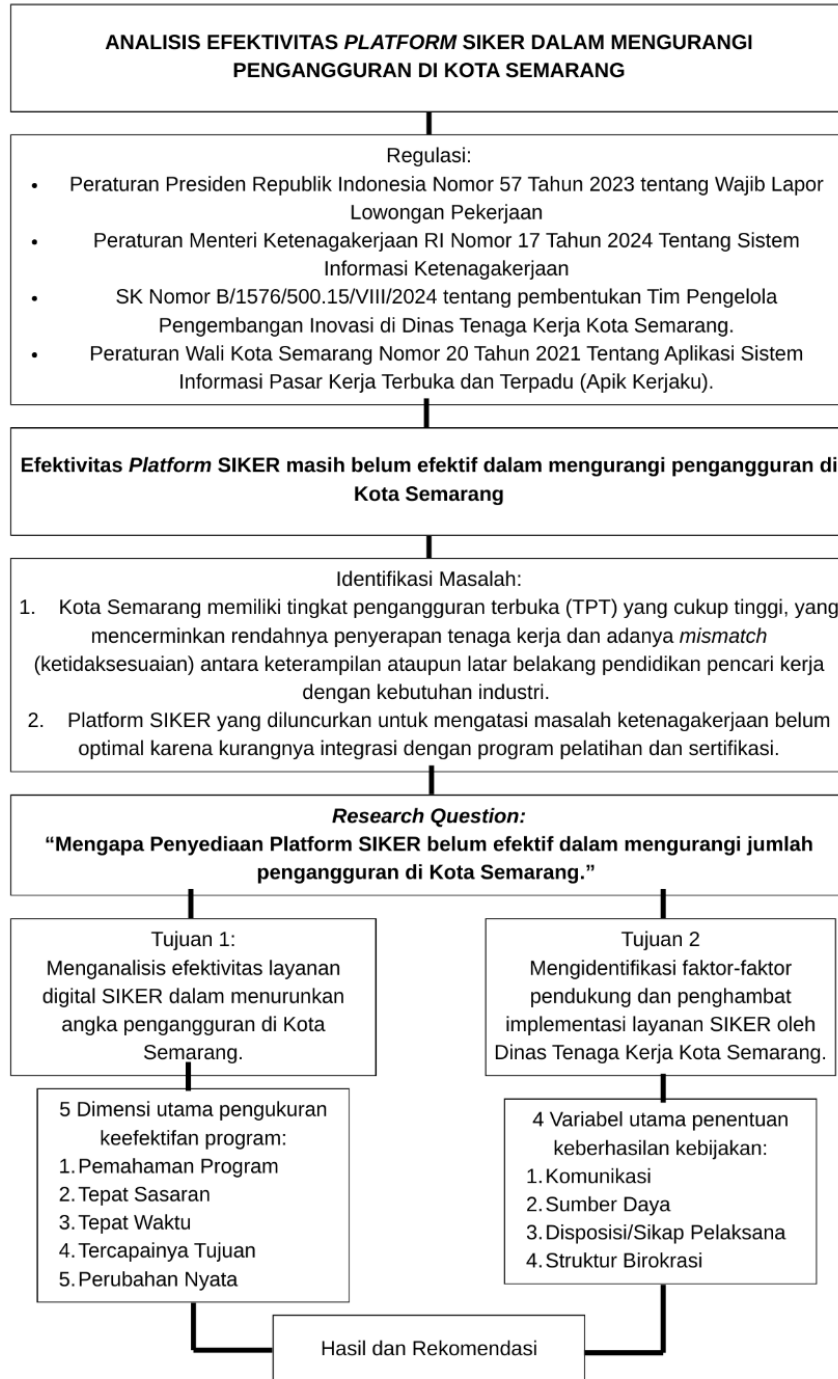 ANALISIS EFEKTIVITAS PLATFORM SIKER DALAM MENGURANGI
PENGANGGURAN DI KOTA SEMARANG
Regulasi:
• Peraturan Presiden Republik Indonesia Nomor 57 Tahun 2023 tentang Wajib Lapor
Lowongan Pekerjaan
• Peraturan Menteri Ketenagakerjaan RI Nomor 17 Tahun 2024 Tentang Sistem
Informasi Ketenagakerjaan
• SK Nomor B/1576/500.15/VIII/2024 tentang pembentukan Tim Pengelola
Pengembangan Inovasi di Dinas Tenaga Kerja Kota Semarang.
• Peraturan Wali Kota Semarang Nomor 20 Tahun 2021 Tentang Aplikasi Sistem
Informasi Pasar Kerja Terbuka dan Terpadu (Apik Kerjaku).
Efektivitas Platform SIKER masih belum efektif dalam mengurangi pengangguran di
Kota Semarang
Identifikasi Masalah:
1. Kota Semarang memiliki tingkat pengangguran terbuka (TPT) yang cukup tinggi, yang
mencerminkan rendahnya penyerapan tenaga kerja dan adanya mismatch
(ketidaksesuaian) antara keterampilan ataupun latar belakang pendidikan pencari kerja
dengan kebutuhan industri.
2. Platform SIKER yang diluncurkan untuk mengatasi masalah ketenagakerjaan belum
optimal karena kurangnya integrasi dengan program pelatihan dan sertifikasi.
Research Question:
“Mengapa Penyediaan Platform SIKER belum efektif dalam mengurangi jumlah
pengangguran di Kota Semarang.”
Tujuan 1:
Menganalisis efektivitas layanan
digital SIKER dalam menurunkan
angka pengangguran di Kota
Semarang.
Tujuan 2
Mengidentifikasi faktor-faktor
pendukung dan penghambat
implementasi layanan SIKER oleh
Dinas Tenaga Kerja Kota Semarang.
5 Dimensi utama pengukuran
keefektifan program:
1. Pemahaman Program
2. Tepat Sasaran
3. Tepat Waktu
4. Tercapainya Tujuan
5. Perubahan Nyata
4 Variabel utama penentuan
keberhasilan kebijakan:
1. Komunikasi
2. Sumber Daya
3. Disposisi/Sikap Pelaksana
4. Struktur Birokrasi
Hasil dan Rekomendasi